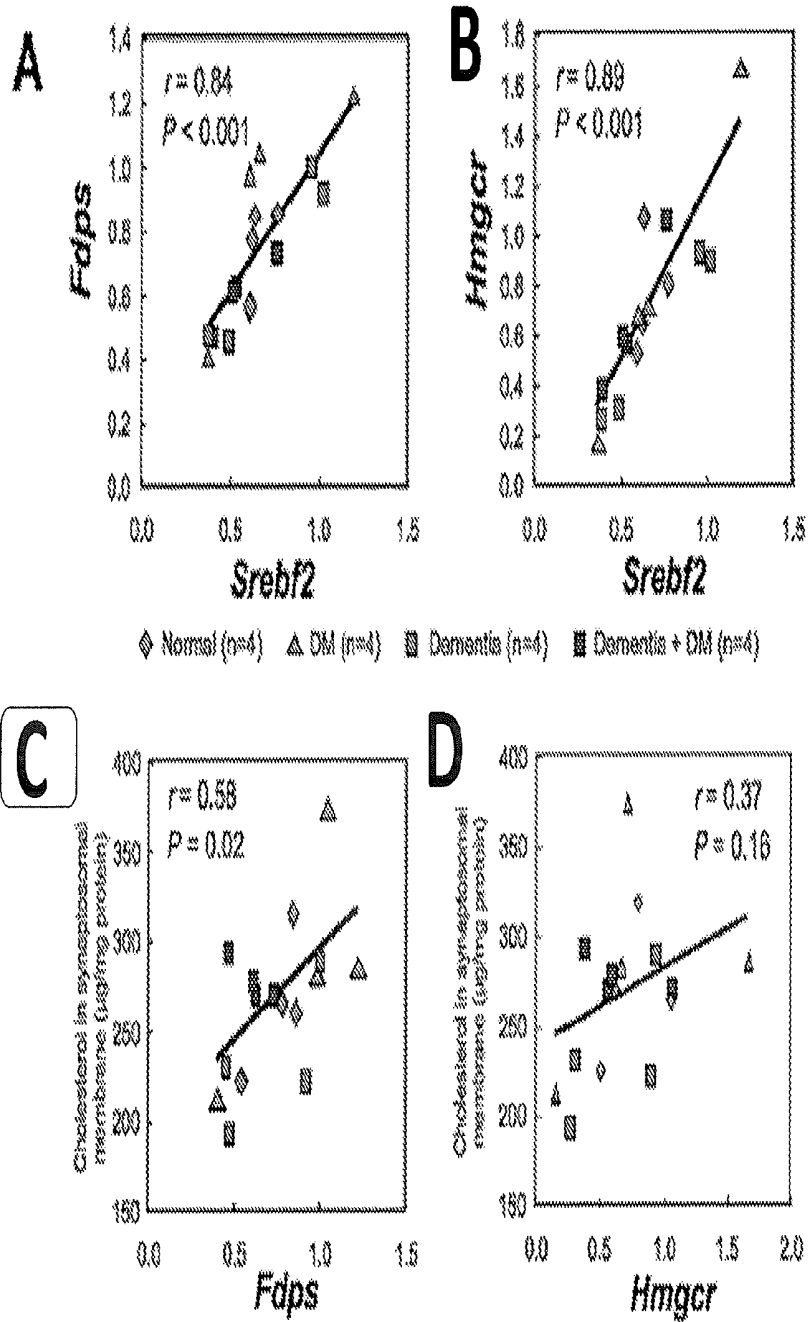 A
r = 0.84
P < 0.001
1.4
1.2
1.0
0.8
0.6
0.4
0.2
0.0
Fdps
0.0 0.5 1.0 1.5
Srebf2
B
r = 0.89
P < 0.001
1.8
1.6
1.4
1.2
1.0
0.8
0.6
0.4
0.2
0.0
Hmgcr
0.0 0.5 1.0 1.5
Srebf2
Normal (n=4) DM (n=4) Dementia (n=4) Dementia + DM (n=4)
C
r = 0.58
P = 0.02
400
350
300
250
200
150
Cholesterol in synaptosomal
membrane (µg/mg protein)
0.0 0.5 1.0 1.5
Fdps
D
r = 0.37
P = 0.16
400
350
300
250
200
150
Cholesterol in synaptosomal
membrane (µg/mg protein)
0.0 0.5 1.0 1.5 2.0
Hmgcr